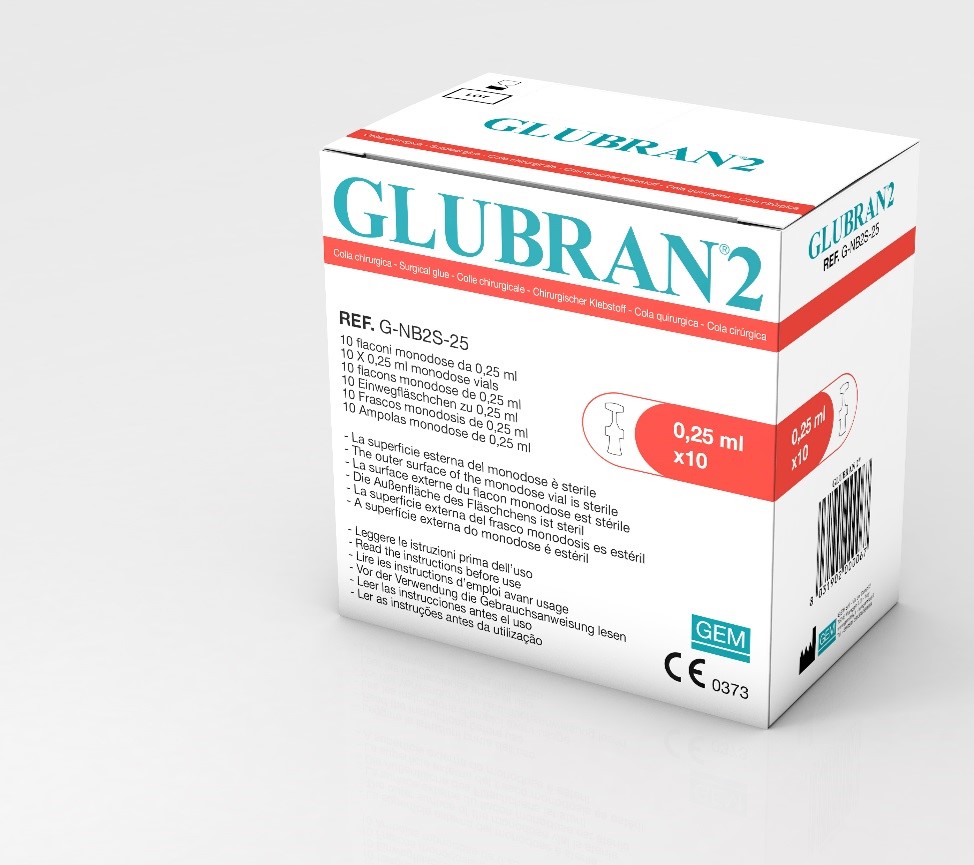 LOT
GLUBRAN2
GLUBRAN®2
Colla chirurgica - Surgical glue - Colle chirurgicale - Chirurgischer Klebstoff - Cola quirurgica - Cola cirúrgica
REF. G-NB2S-25
10 flaconi monodose da 0,25 ml
10 X 0,25 ml monodose vials
10 flacons monodose de 0,25 ml
10 Einwegfläschchen zu 0,25 ml
10 Frascos monodosis de 0,25 ml
10 Ampolas monodose de 0,25 ml
0,25 ml
x10
- La superficie esterna del monodose è sterile
- The outer surface of the monodose vial is sterile
- La surface externe du flacon monodose est stérile
- Die Außenfläche des Fläschchens ist steril
- La superficie externa del frasco monodosis es estéril
- A superfície externa do monodose é estéril
- Leggere le istruzioni prima dell'uso
- Read the instructions before use
- Lire les instructions d'emploi avanr usage
- Vor der Verwendung die Gebrauchsanweisung lesen
- Leer las instrucciones antes el uso
- Ler as instruções antes da utilização
GEM
CE 0373
GLUBRAN2
REF. G-NB2S-25
0,25 ml
x10
GLUBRAN 2
GEM